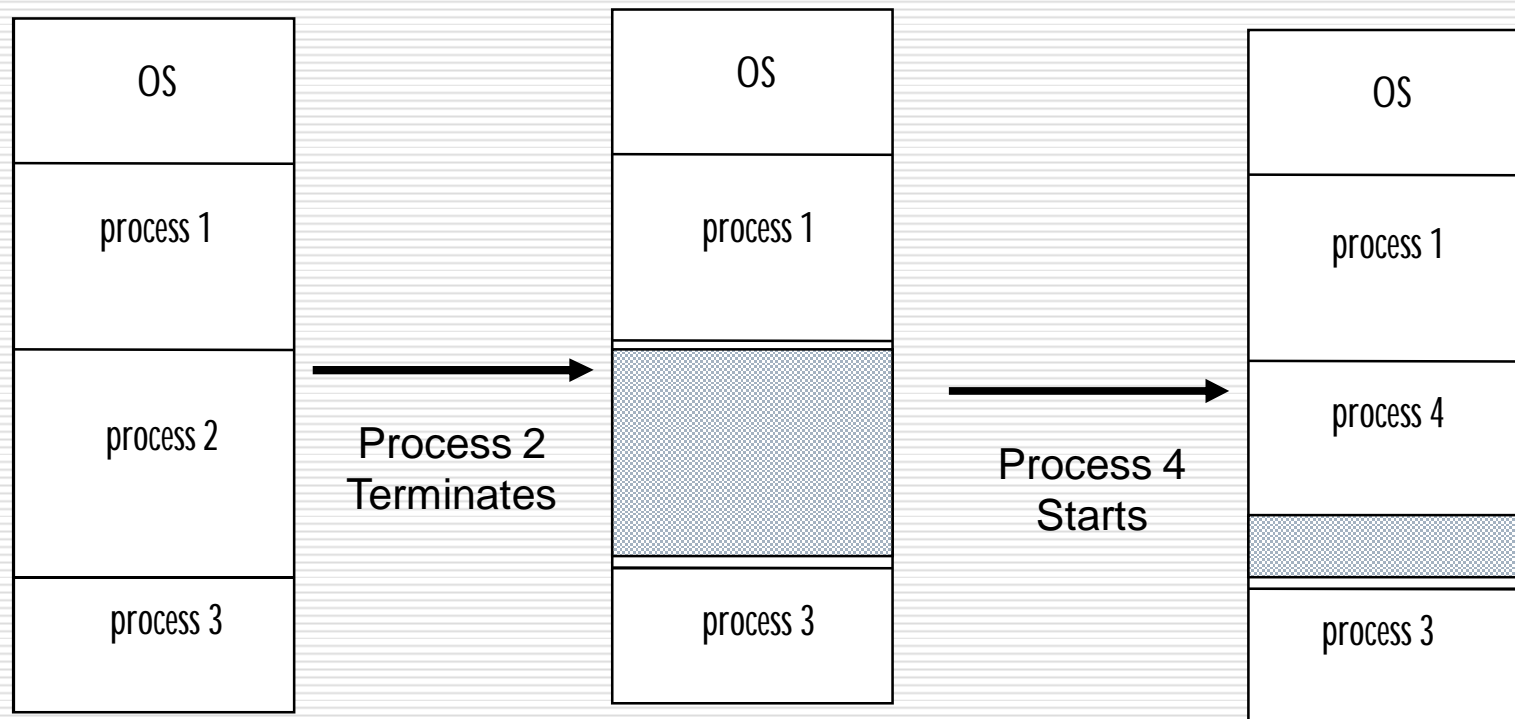 OS
process 1
process 2
process 3
Process 2
Terminates
OS
process 1
process 3
Process 4
Starts
OS
process 1
process 4
process 3